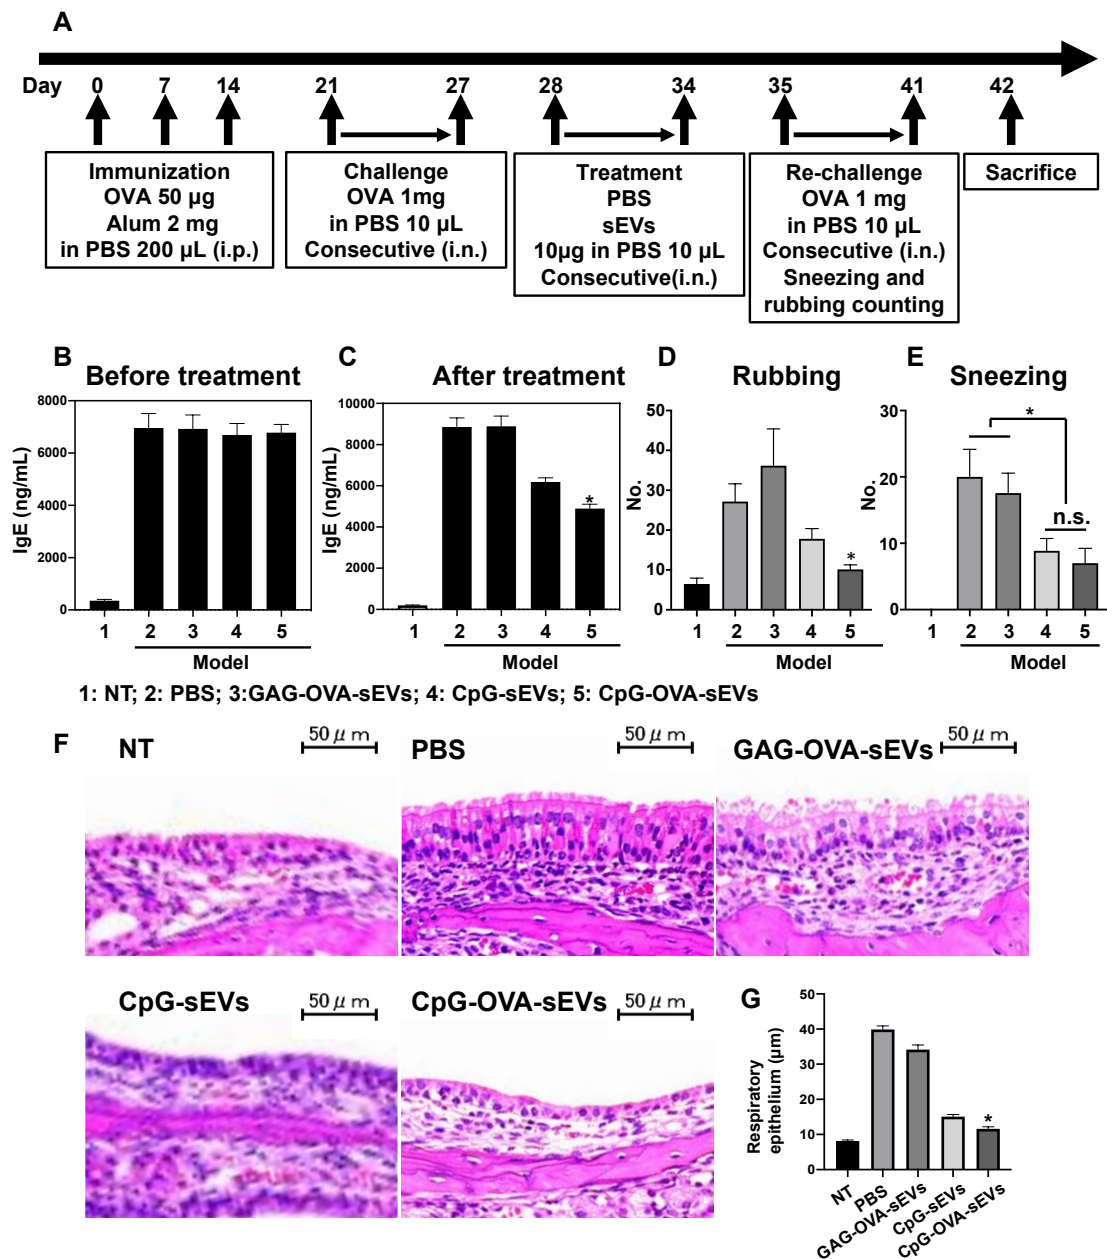 A
Day 0 7 14 21 27 28 34 35 41 42
Immunization
OVA 50 µg
Alum 2 mg
in PBS 200 µL (i.p.)
Challenge
OVA 1mg
in PBS 10 µL
Consecutive (i.n.)
Treatment
PBS
sEVs
10µg in PBS 10 µL
Consecutive(i.n.)
Re-challenge
OVA 1 mg
in PBS 10 µL
Consecutive (i.n.)
Sneezing and
rubbing counting
Sacrifice
B
Before treatment
IgE (ng/mL)
8000
6000
4000
2000
0
1 2 3 4 5
Model
C
After treatment
IgE (ng/mL)
10000
8000
6000
4000
2000
0
*
1 2 3 4 5
Model
D
Rubbing
No.
50
40
30
20
10
0
*
1 2 3 4 5
Model
E
Sneezing
No.
30
20
10
0
*
n.s.
1 2 3 4 5
Model
1: NT; 2: PBS; 3:GAG-OVA-sEVs; 4: CpG-sEVs; 5: CpG-OVA-sEVs
F
NT
50 µm
PBS
50 µm
GAG-OVA-sEVs
50 µm
CpG-sEVs
50 µm
CpG-OVA-sEVs
50 µm
G
Respiratory
epithelium (µm)
50
40
30
20
10
0
*
NT
PBS
GAG-OVA-sEVs
CpG-sEVs
CpG-OVA-sEVs